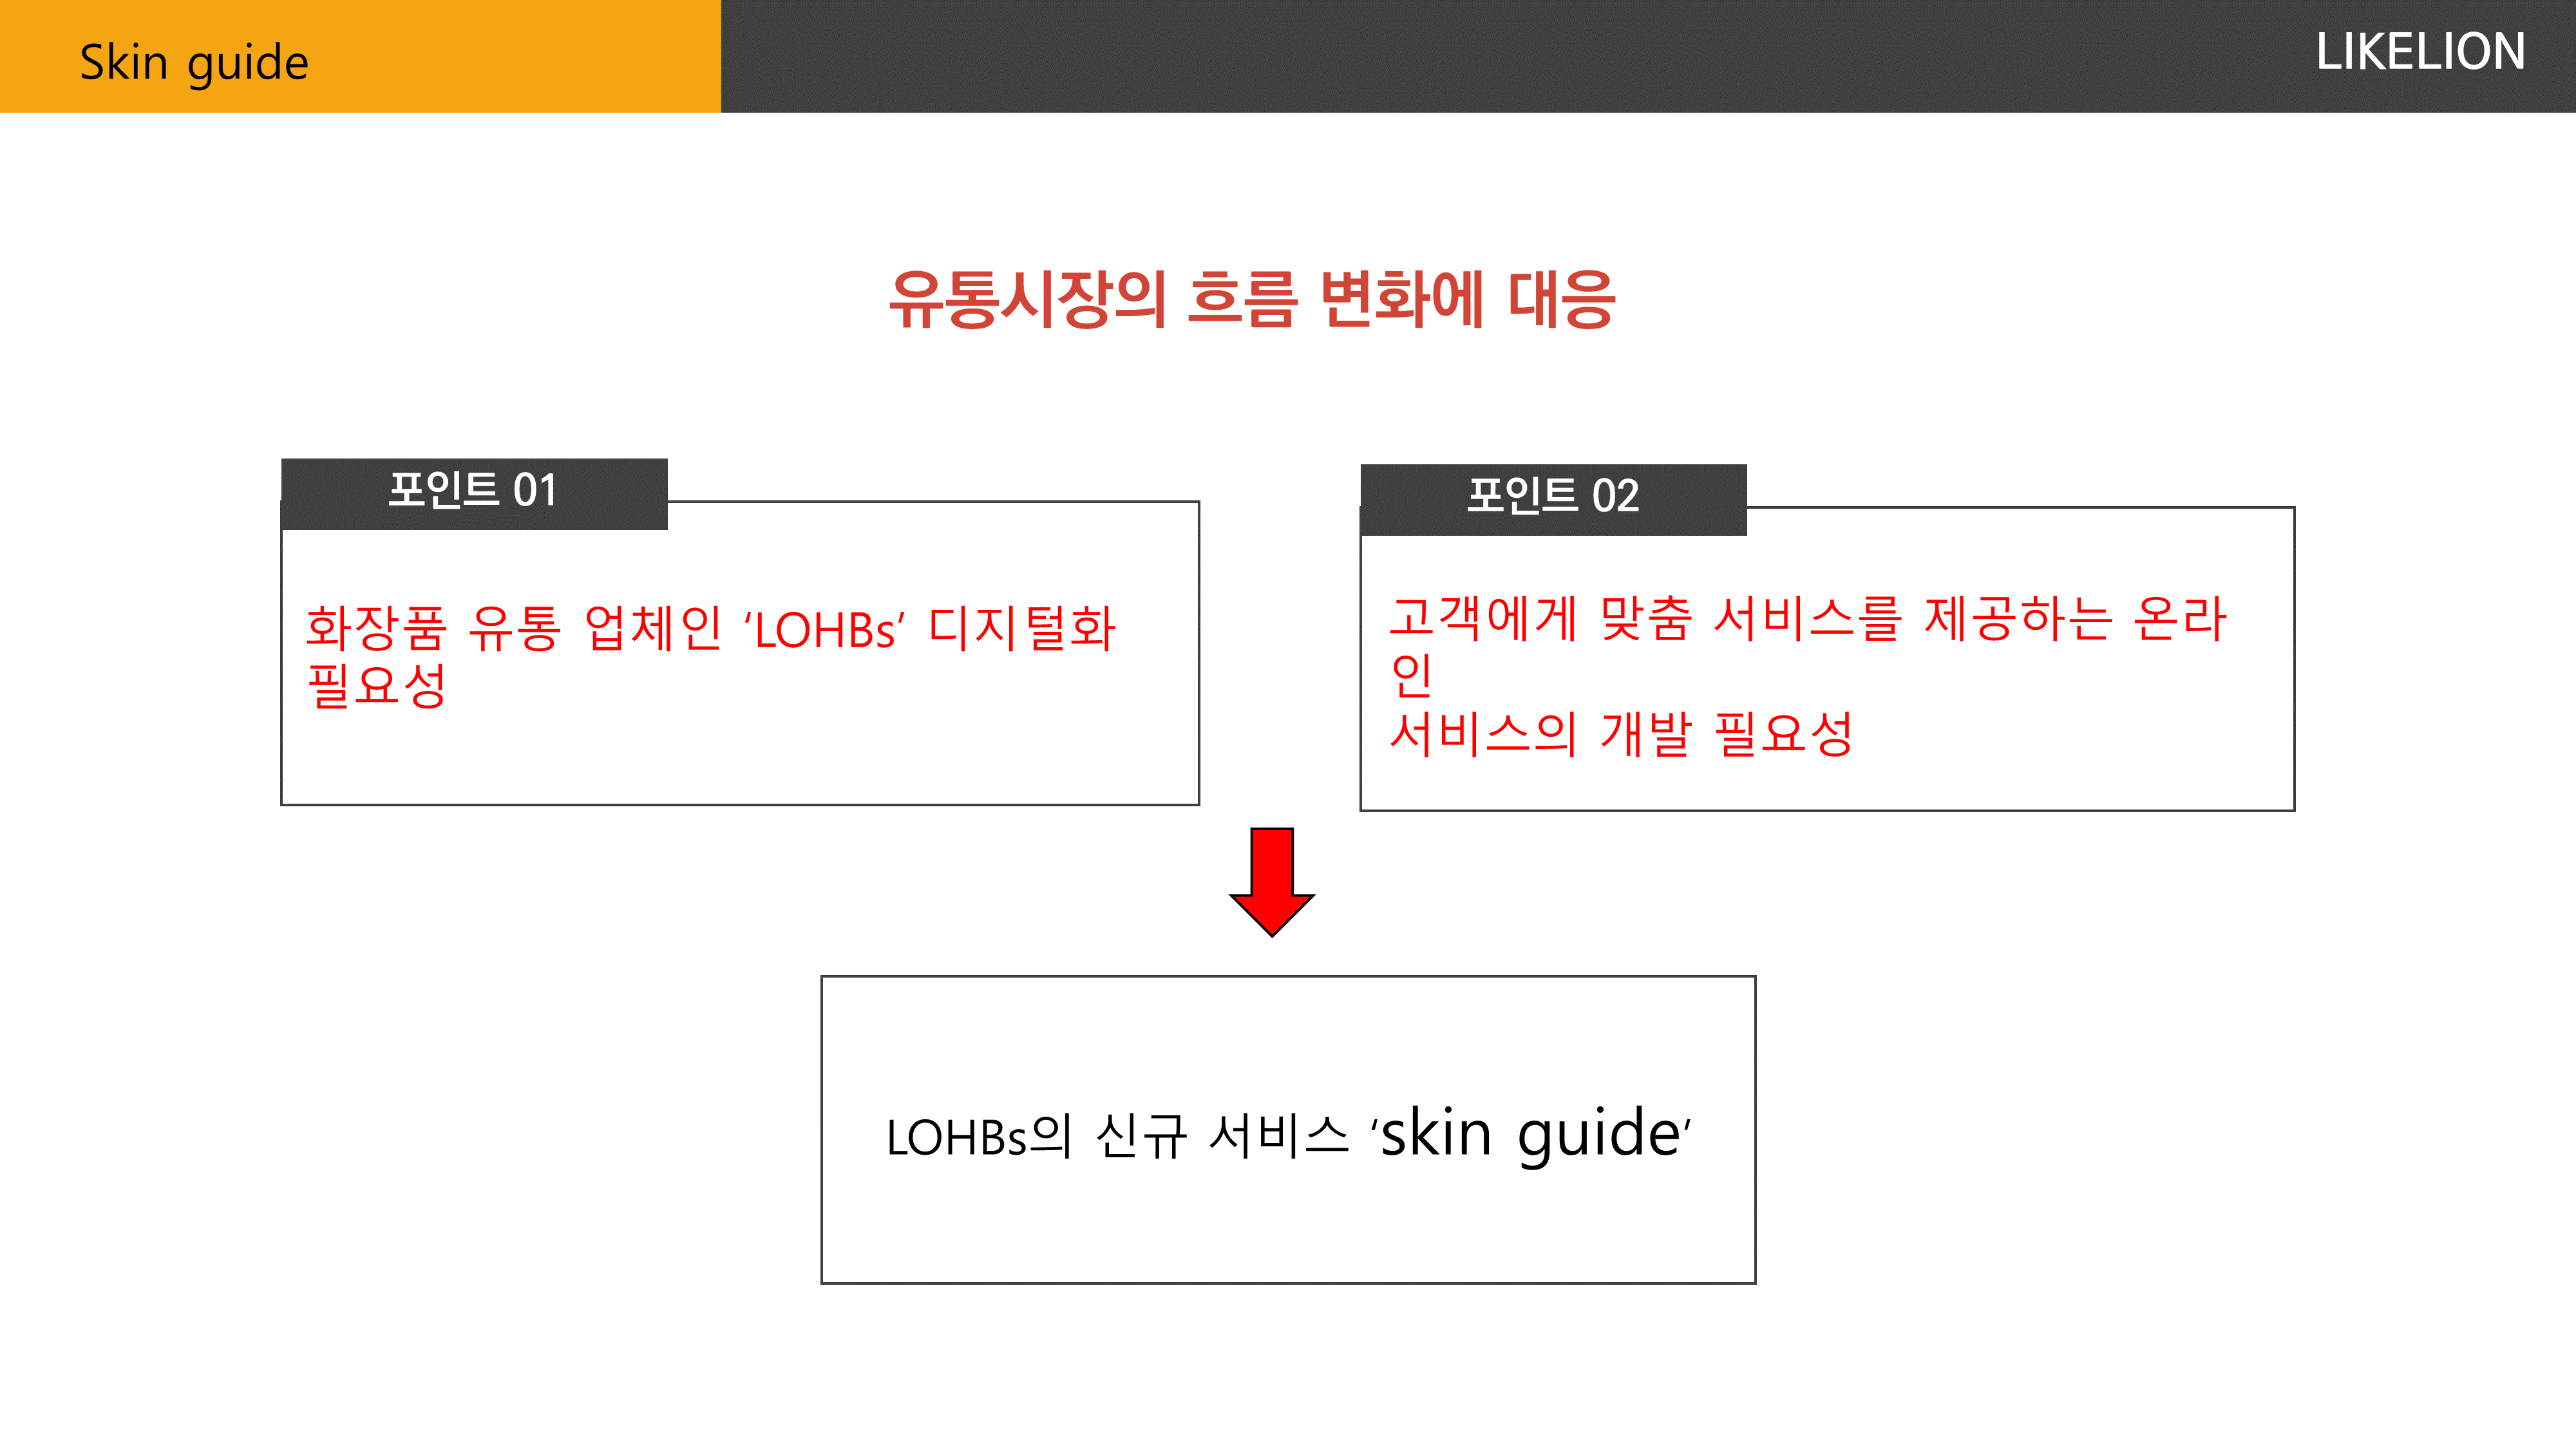 Skin guide
LIKELION
유통시장의 흐름 변화에 대응
포인트 01
화장품 유통 업체인 ‘LOHBs’ 디지털화
필요성
포인트 02
고객에게 맞춤 서비스를 제공하는 온라
인
서비스의 개발 필요성
LOHBs의 신규 서비스 ‘skin guide’